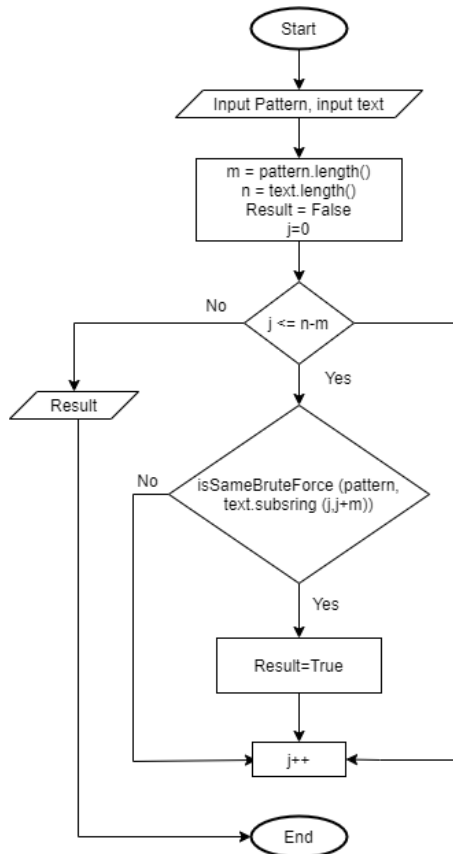 Start
Input Pattern, input text
m = pattern.length()
n = text.length()
Result = False
j=0
No
j <= n-m
Yes
Result
No
isSameBruteForce (pattern,
text.subsring (j,j+m))
Yes
Result=True
j++
End